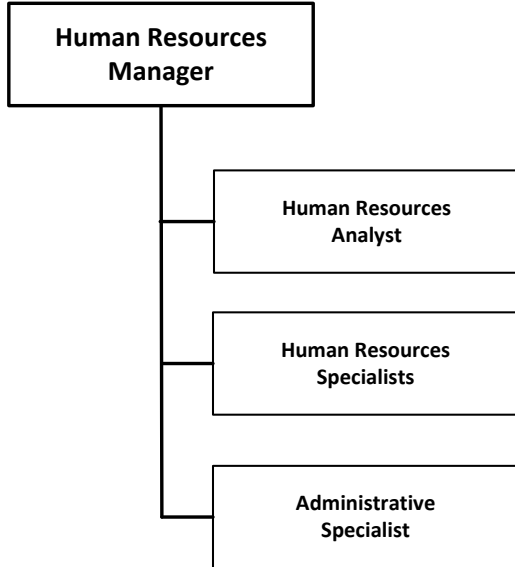 Human Resources
Manager
Human Resources
Analyst
Human Resources
Specialists
Administrative
Specialist